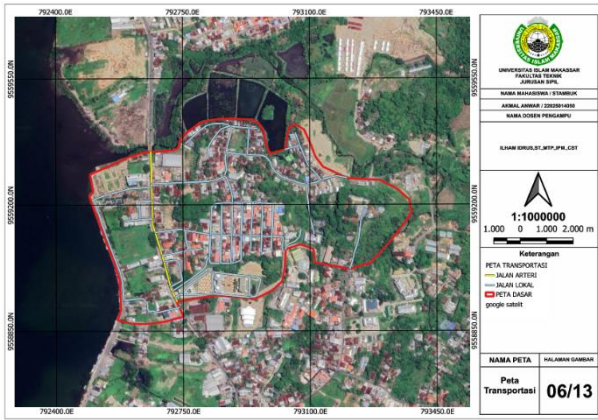 792400.0E 792750.0E 793100.0E 793450.0E
9559550.0N
9559200.0N
9558850.0N
9559550.0N
9559200.0N
9558850.0N
792400.0E 792750.0E 793100.0E 793450.0E
UNIVERSITAS ISLAM MAKASSAR
FAKULTAS TEKNIK
JURUSAN SIPIL
NAMA MAHASISWA / STAMBUK
NAMA DOSEN PENGAMPU
ILHAM IDRUS,ST.,MTP.,IPM.,CST
1:1000000
1.000 0 1.000 2.000 m
Keterangan
PETA TRANSPORTASI
JALAN ARTERI
JALAN LOKAL
PETA DASAR
google satelit
NAMA PETA
HALAMAN GAMBAR
Peta
Transportasi
06/13